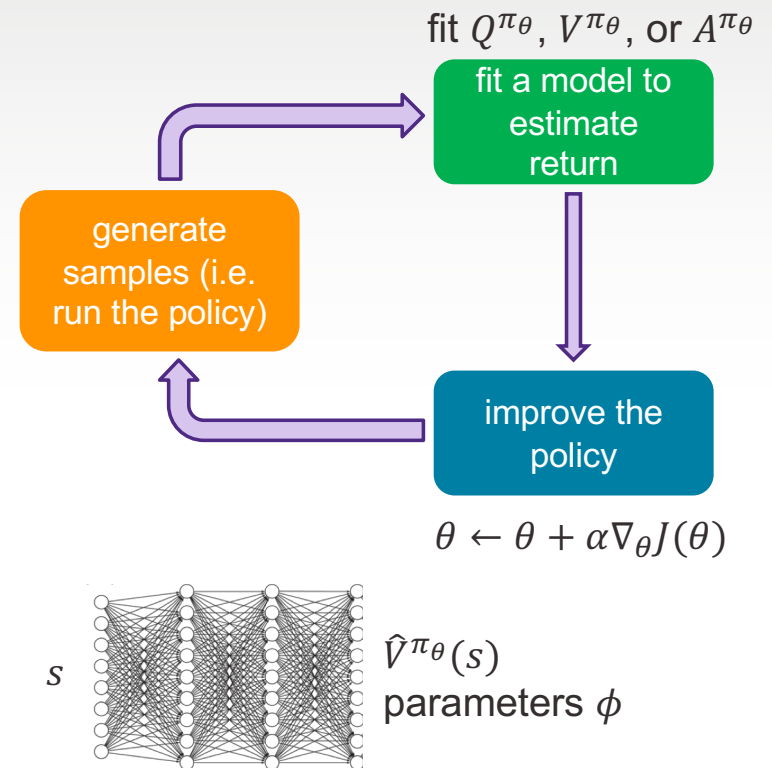 fit 𝑄^{𝜋_𝜃}, 𝑉^{𝜋_𝜃}, or 𝐴^{𝜋_𝜃}
fit a model to
estimate
return
generate
samples (i.e.
run the policy)
improve the
policy
𝜃 ← 𝜃 + 𝛼∇_𝜃𝐽(𝜃)
𝑠
𝑉̂^{𝜋_𝜃}(𝑠)
parameters 𝜙